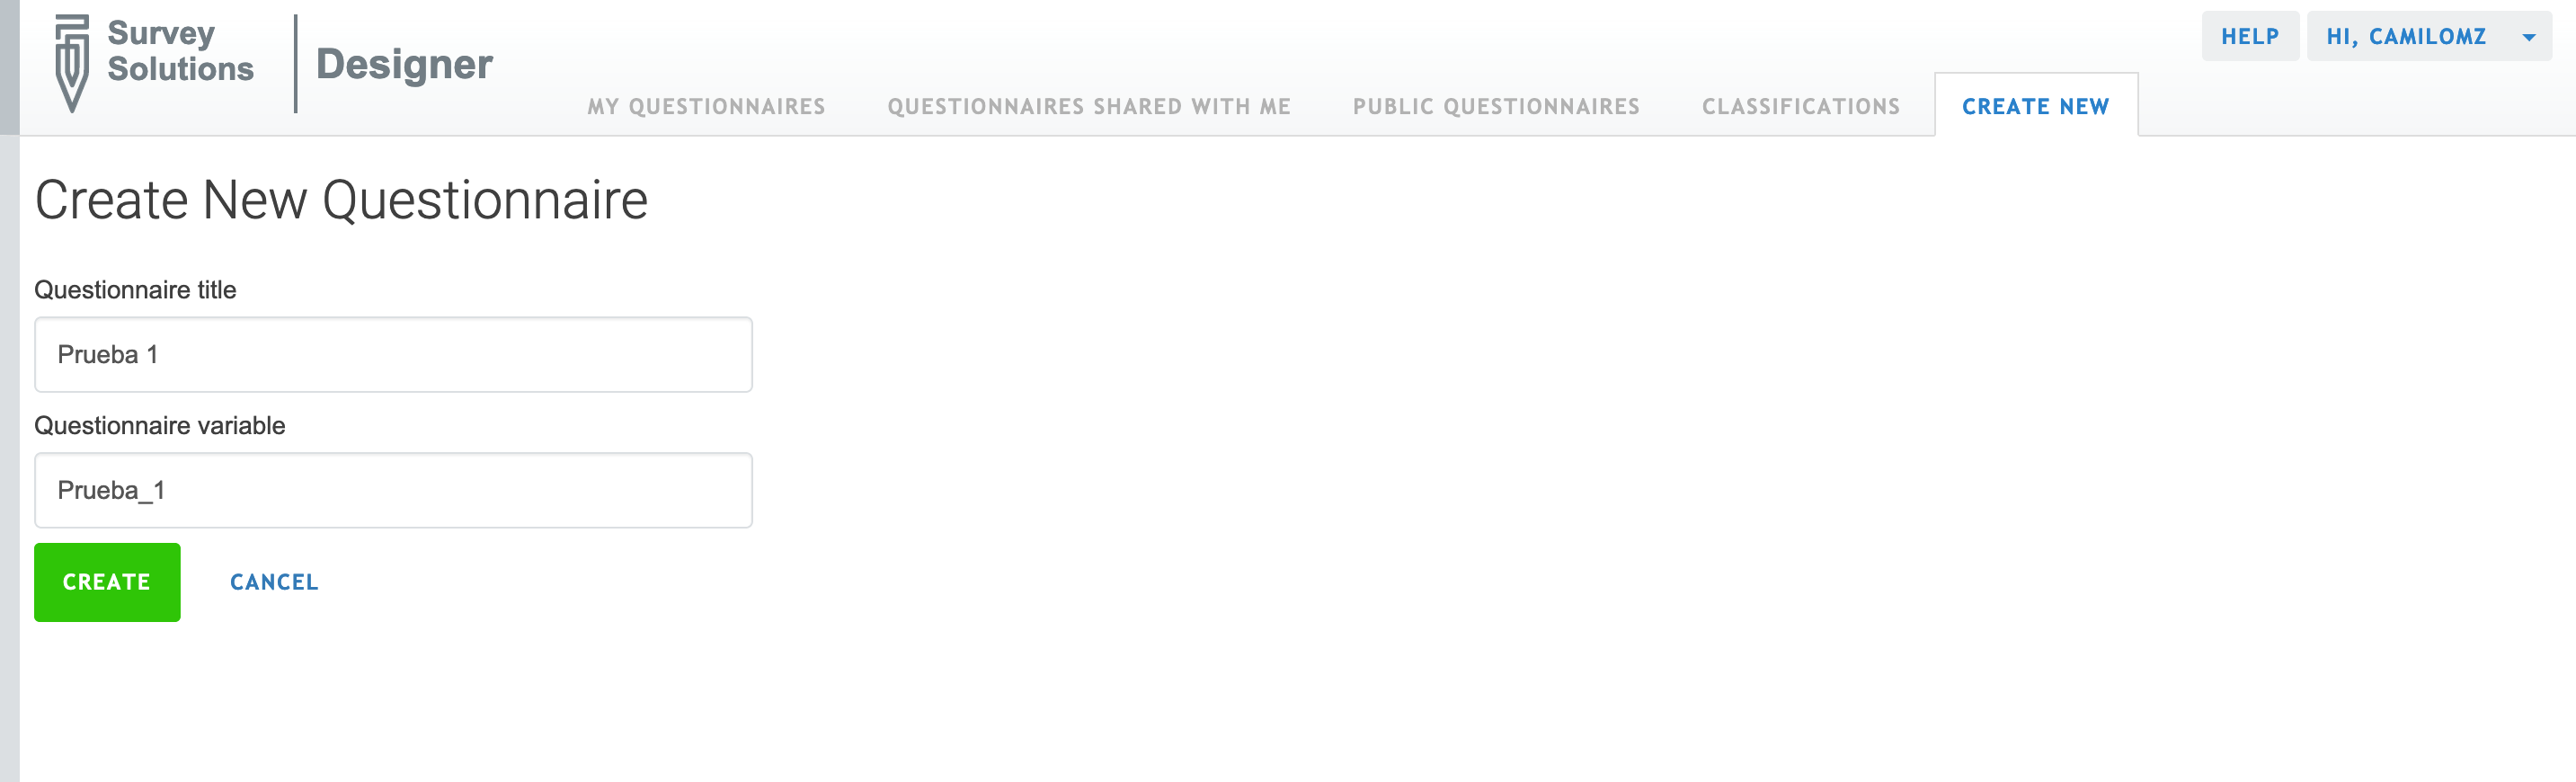 Survey
Solutions
Designer
HELP
HI, CAMILOMZ
MY QUESTIONNAIRES
QUESTIONNAIRES SHARED WITH ME
PUBLIC QUESTIONNAIRES
CLASSIFICATIONS
CREATE NEW
Create New Questionnaire
Questionnaire title
Prueba 1
Questionnaire variable
Prueba_1
CREATE
CANCEL